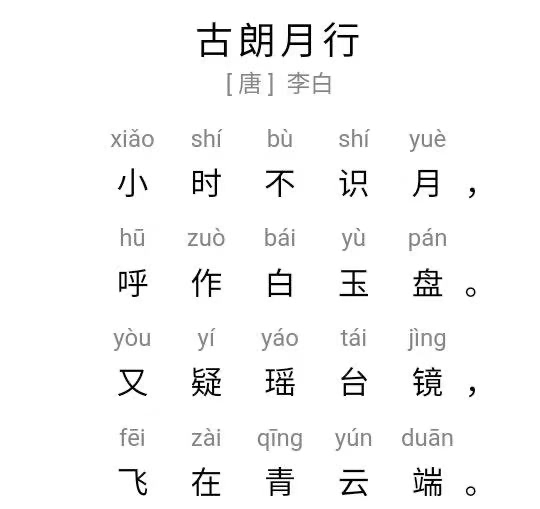 古朗月行
[唐] 李白
xiǎo shí bù shí yuè
小时不识月，
hū zuò bái yù pán
呼作白玉盘。
yòu yí yáo tái jìng
又疑瑶台镜，
fēi zài qīng yún duān
飞在青云端。